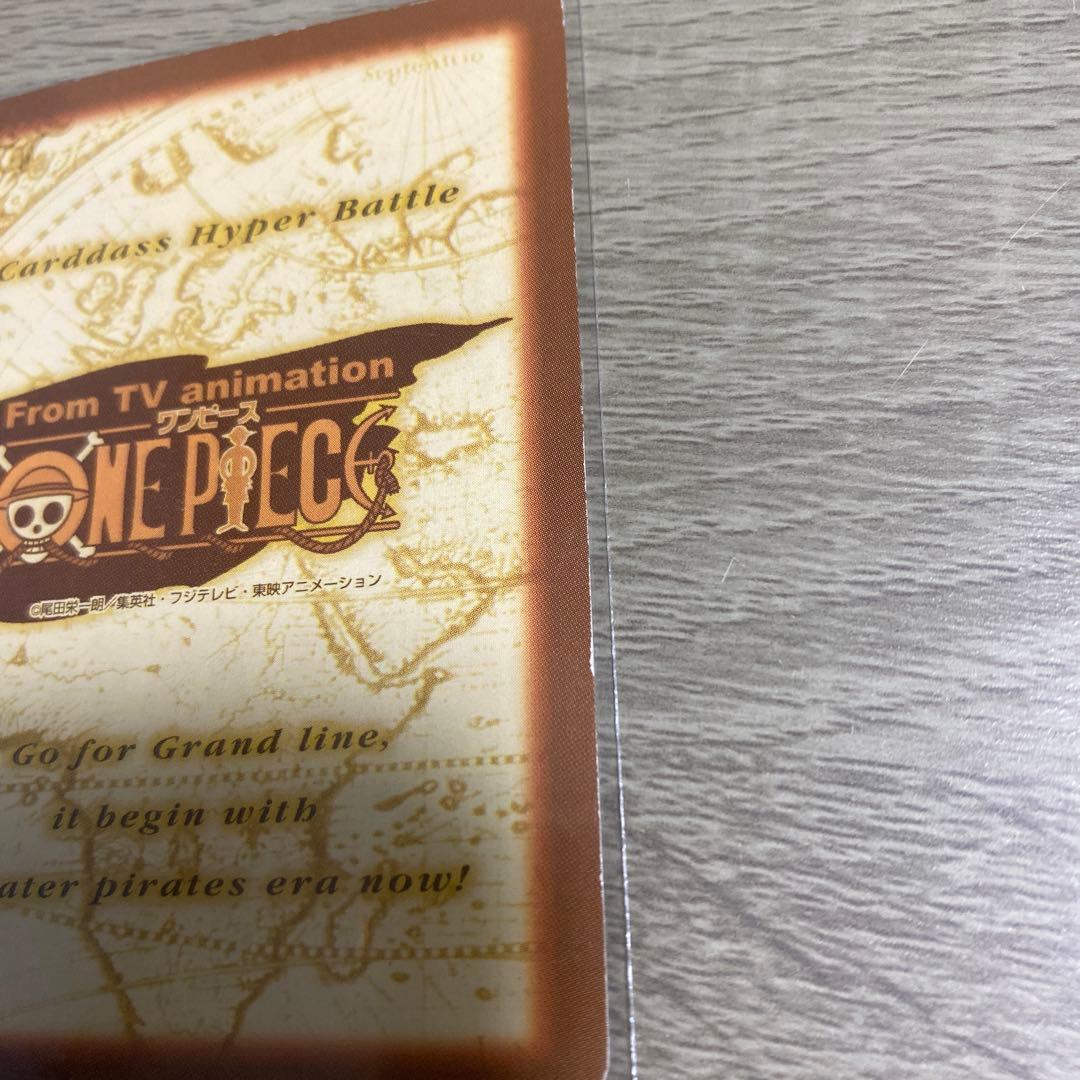 Carddass Hyper Battle
From TV animation
ワンピース
ONE PIECE
©尾田栄一郎/集英社・フジテレビ・東映アニメーション
Go for Grand line,
it begin with
ater pirates era now!